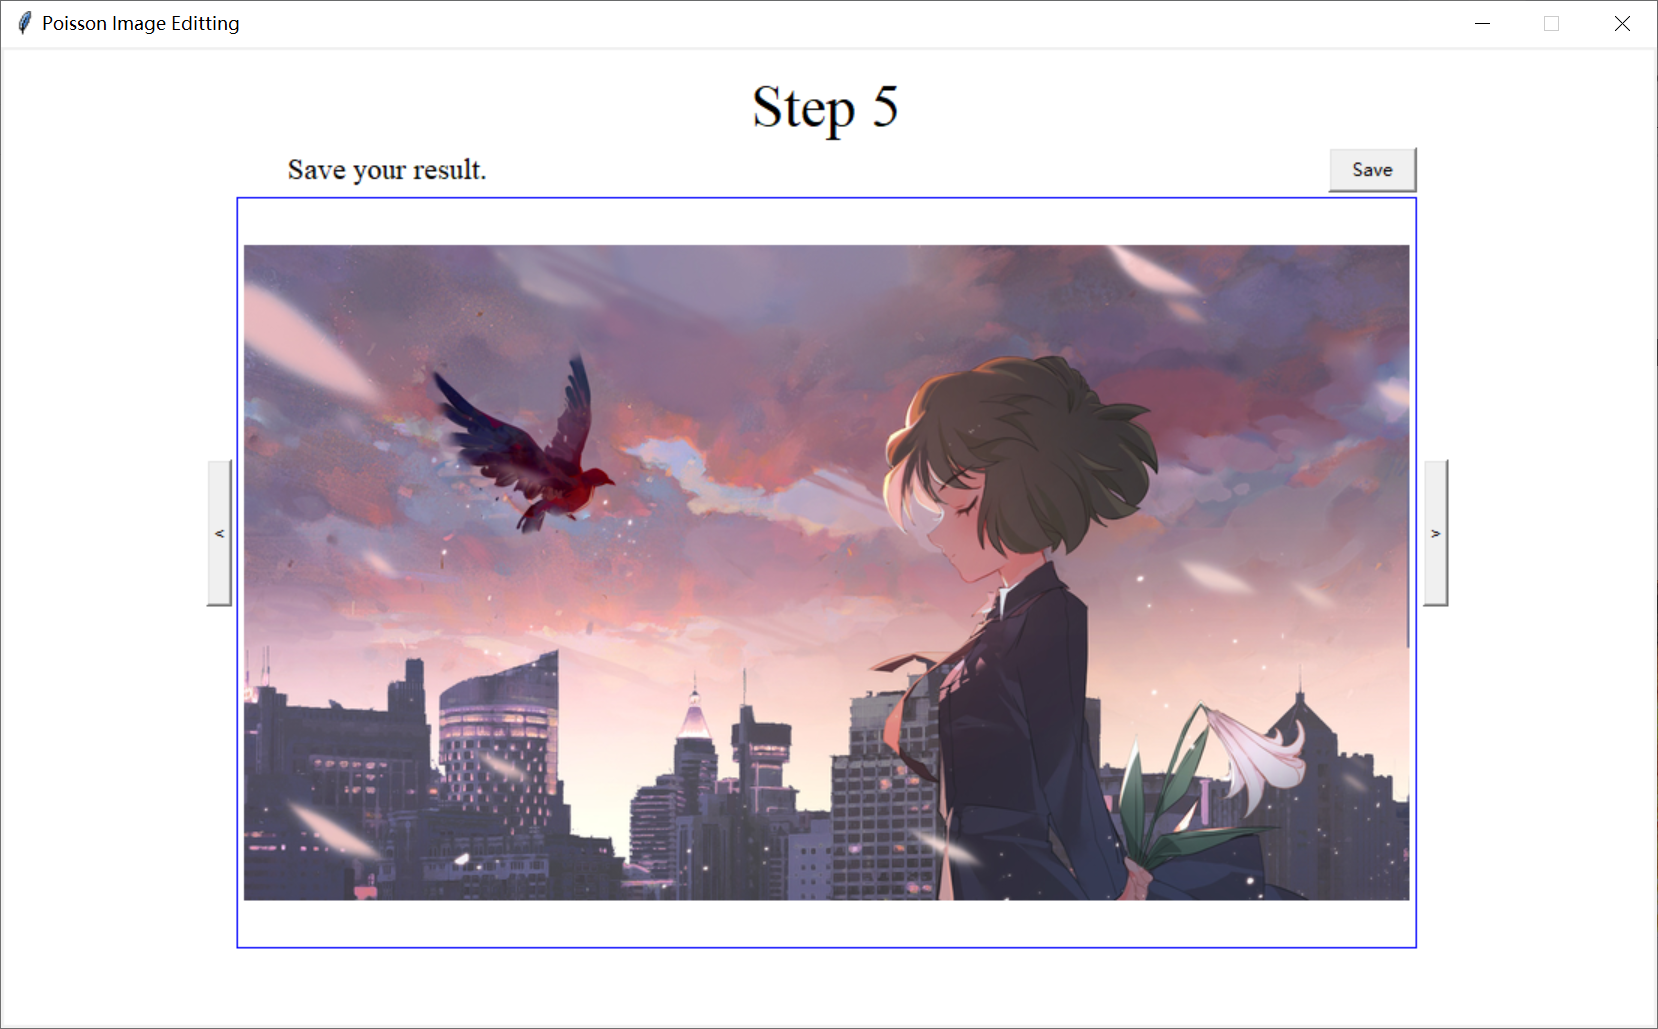 Poisson Image Editting
Step 5
Save your result.
Save
<
>